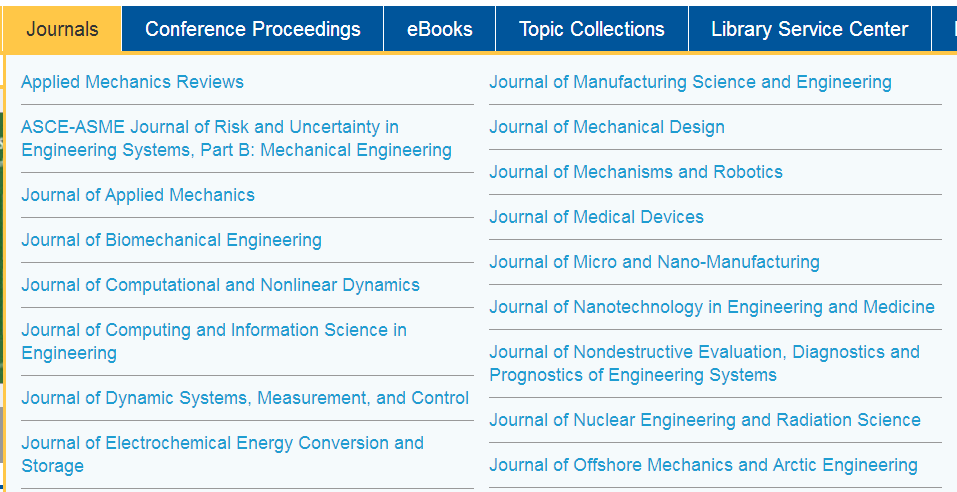 Journals
Conference Proceedings
eBooks
Topic Collections
Library Service Center
Applied Mechanics Reviews
ASCE-ASME Journal of Risk and Uncertainty in
Engineering Systems, Part B: Mechanical Engineering
Journal of Applied Mechanics
Journal of Biomechanical Engineering
Journal of Computational and Nonlinear Dynamics
Journal of Computing and Information Science in
Engineering
Journal of Dynamic Systems, Measurement, and Control
Journal of Electrochemical Energy Conversion and
Storage
Journal of Manufacturing Science and Engineering
Journal of Mechanical Design
Journal of Mechanisms and Robotics
Journal of Medical Devices
Journal of Micro and Nano-Manufacturing
Journal of Nanotechnology in Engineering and Medicine
Journal of Nondestructive Evaluation, Diagnostics and
Prognostics of Engineering Systems
Journal of Nuclear Engineering and Radiation Science
Journal of Offshore Mechanics and Arctic Engineering